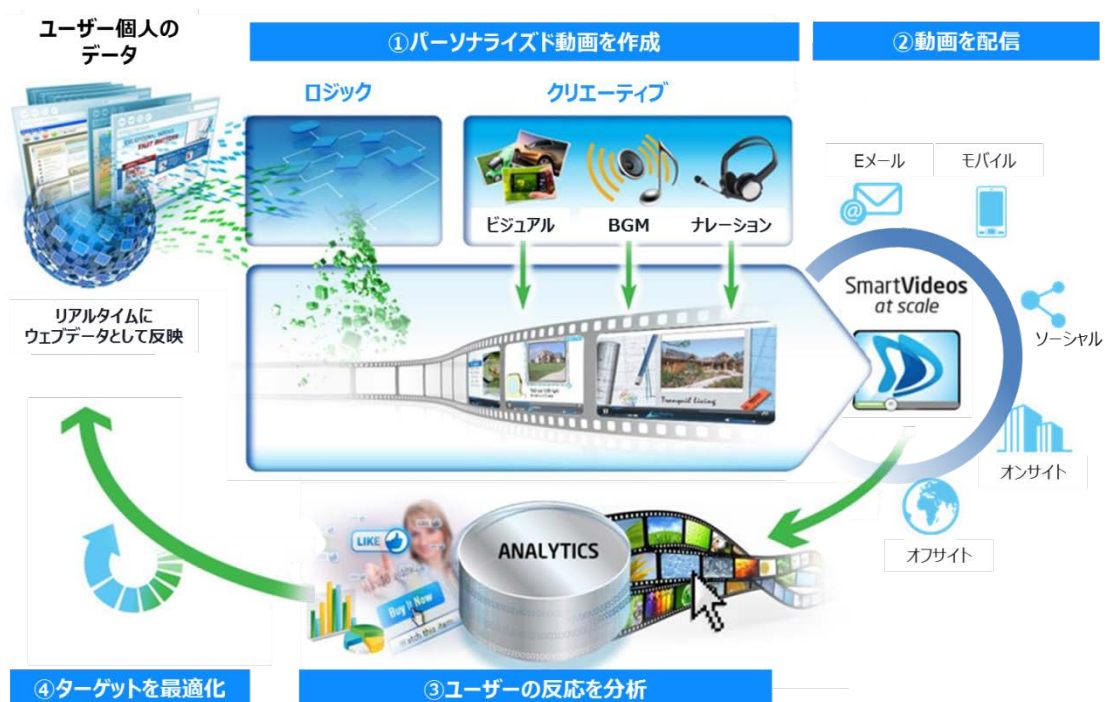 ユーザー個人の
データ
①パーソナライズド動画を作成
②動画を配信
ロジック
クリエーティブ
ビジュアル
BGM
ナレーション
Eメール
モバイル
リアルタイムに
ウェブデータとして反映
SmartVideos
at scale
ソーシャル
Tranquil Living
オンサイト
オフサイト
LIKE
ANALYTICS
Buy It Now
atch this item
④ターゲットを最適化
③ユーザーの反応を分析